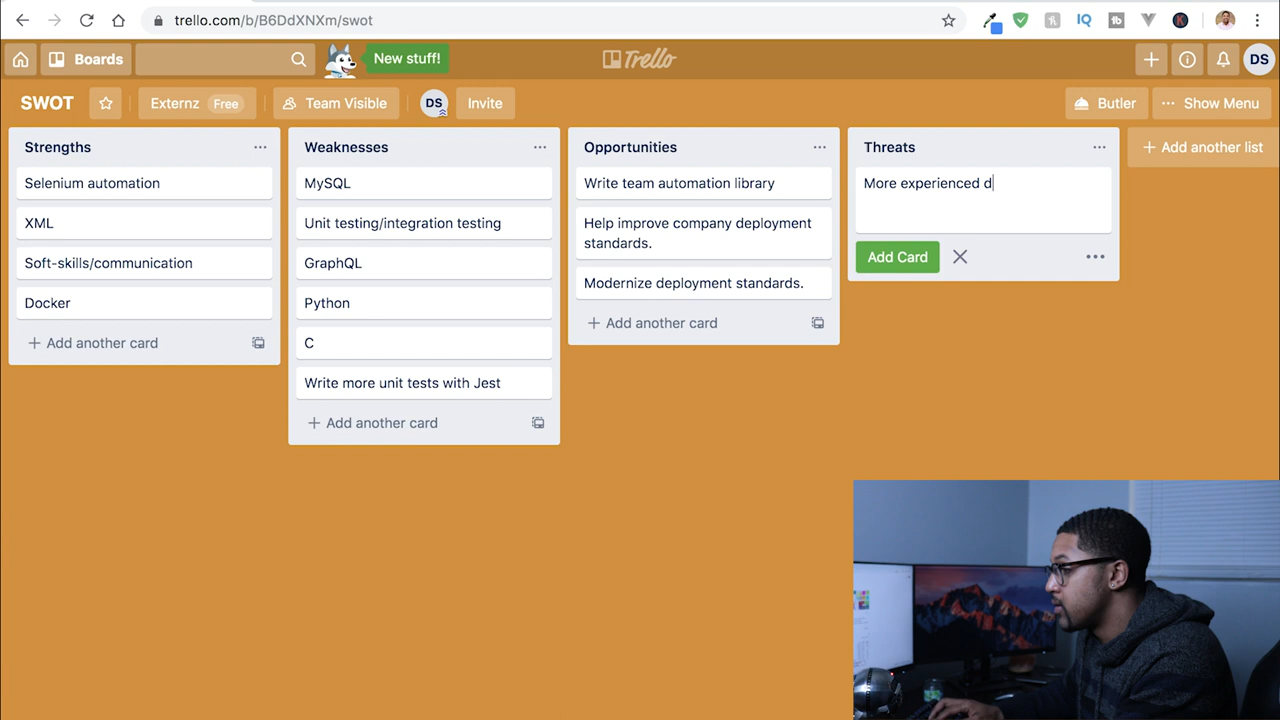 trello.com/b/B6DdXNXm/swot
IQ
K
Boards
New stuff!
Trello
DS
SWOT
Externz
Free
Team Visible
DS
Invite
Butler
Show Menu
Strengths
Selenium automation
XML
Soft-skills/communication
Docker
Add another card
Weaknesses
MySQL
Unit testing/integration testing
GraphQL
Python
C
Write more unit tests with Jest
Add another card
Opportunities
Write team automation library
Help improve company deployment
standards.
Modernize deployment standards.
Add another card
Threats
More experienced d
Add Card
Add another list